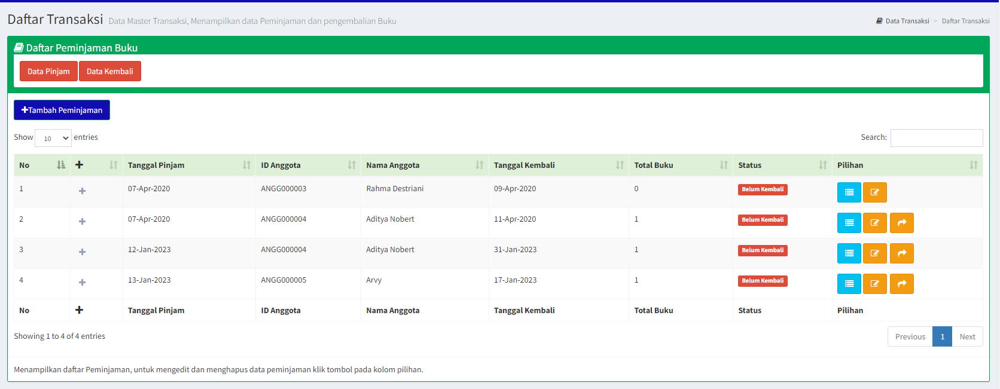 Daftar Transaksi Data Master Transaksi, Menampilkan data Peminjaman dan pengembalian Buku
Data Transaksi > Daftar Transaksi
Daftar Peminjaman Buku
Data Pinjam Data Kembali
+Tambah Peminjaman
Show 10 entries Search:
No + Tanggal Pinjam ID Anggota Nama Anggota Tanggal Kembali Total Buku Status Pilihan
1 + 07-Apr-2020 ANGG000003 Rahma Destriani 09-Apr-2020 0 Belum Kembali
2 + 07-Apr-2020 ANGG000004 Aditya Nobert 11-Apr-2020 1 Belum Kembali
3 + 12-Jan-2023 ANGG000004 Aditya Nobert 31-Jan-2023 1 Belum Kembali
4 + 13-Jan-2023 ANGG000005 Arvy 17-Jan-2023 1 Belum Kembali
No + Tanggal Pinjam ID Anggota Nama Anggota Tanggal Kembali Total Buku Status Pilihan
Showing 1 to 4 of 4 entries Previous 1 Next
Menampilkan daftar Peminjaman, untuk mengedit dan menghapus data peminjaman klik tombol pada kolom pilihan.